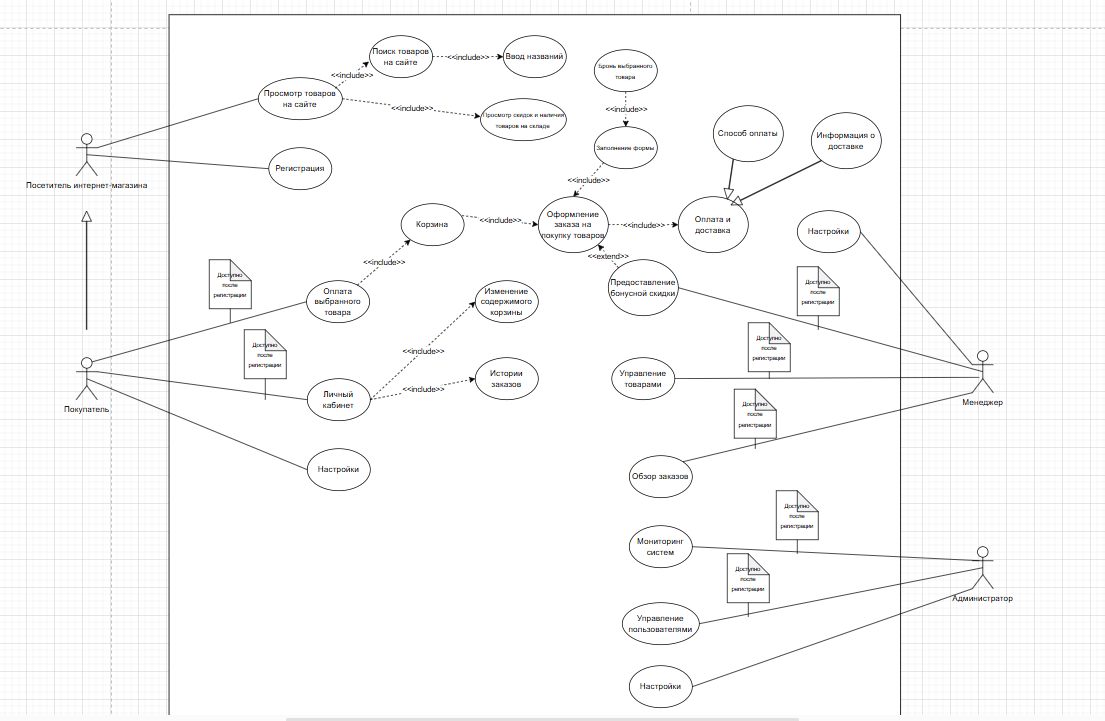 Поиск товаров
на сайте
<<include>>
Ввод названий
Бронь выбранного
товара
<<include>>
Просмотр товаров
на сайте
<<include>>
Просмотр скидок и наличия
товаров на складе
<<include>>
Способ оплаты
Информация о
доставке
Заполнение формы
Регистрация
Посетитель интернет-магазина
<<include>>
Корзина
<<include>>
Оформление
заказа на
покупку товаров
<<include>>
Оплата и
доставка
Настройки
<<include>>
<<extend>>
Доступно
после
регистрации
Оплата
выбранного
товара
Изменение
содержимого
корзины
Предоставление
бонусной скидки
Доступно
после
регистрации
Доступно
после
регистрации
<<include>>
Доступно
после
регистрации
Покупатель
Личный
кабинет
<<include>>
Истории
заказов
Управление
товарами
Менеджер
Доступно
после
регистрации
Настройки
Обзор заказов
Доступно
после
регистрации
Мониторинг
систем
Доступно
после
регистрации
Администратор
Управление
пользователями
Настройки